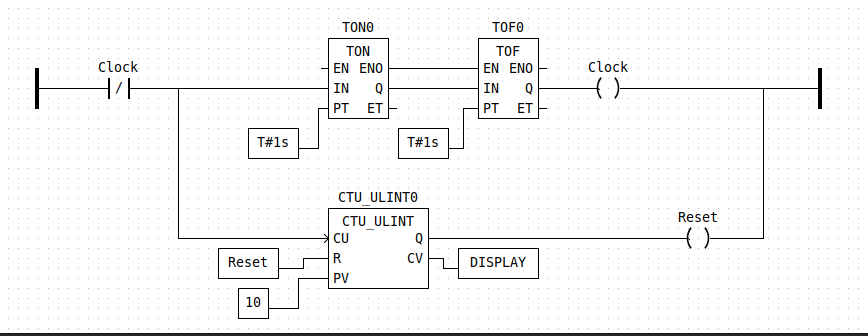 TON0 TOF0
Clock TON TOF Clock
/ EN ENO EN ENO
IN Q IN Q
PT ET PT ET
T#1s T#1s
CTU_ULINT0
CTU_ULINT Reset
CU Q
Reset R CV DISPLAY
PV
10